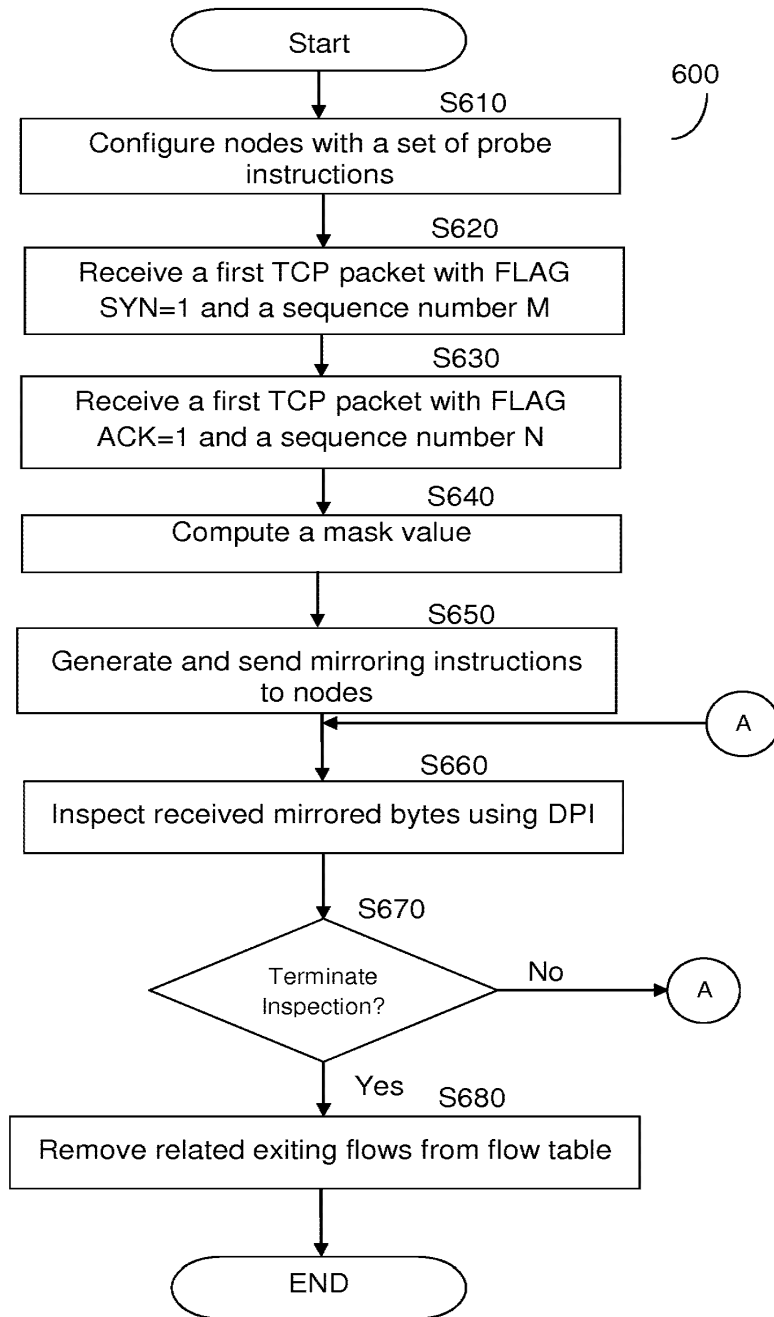 Start
600
S610
Configure nodes with a set of probe
instructions
S620
Receive a first TCP packet with FLAG
SYN=1 and a sequence number M
S630
Receive a first TCP packet with FLAG
ACK=1 and a sequence number N
S640
Compute a mask value
S650
Generate and send mirroring instructions
to nodes
A
S660
Inspect received mirrored bytes using DPI
S670
Terminate
Inspection?
No
A
Yes
S680
Remove related exiting flows from flow table
END